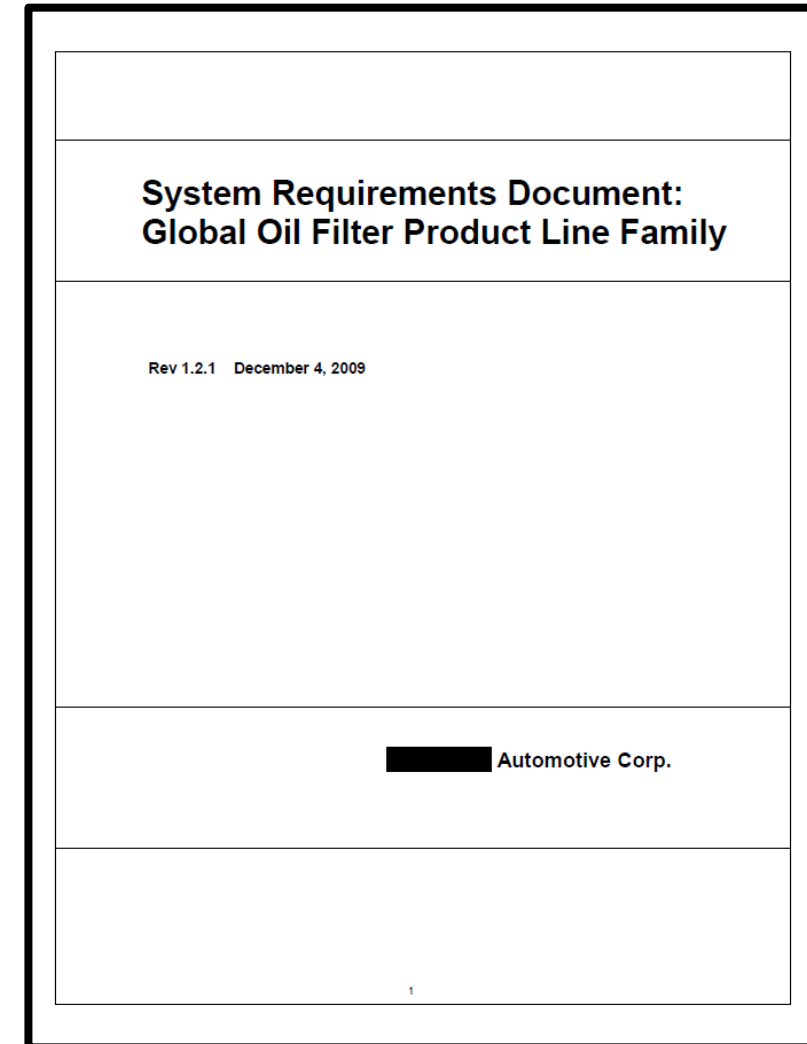 System Requirements Document:
Global Oil Filter Product Line Family
Rev 1.2.1 December 4, 2009
Automotive Corp.
1